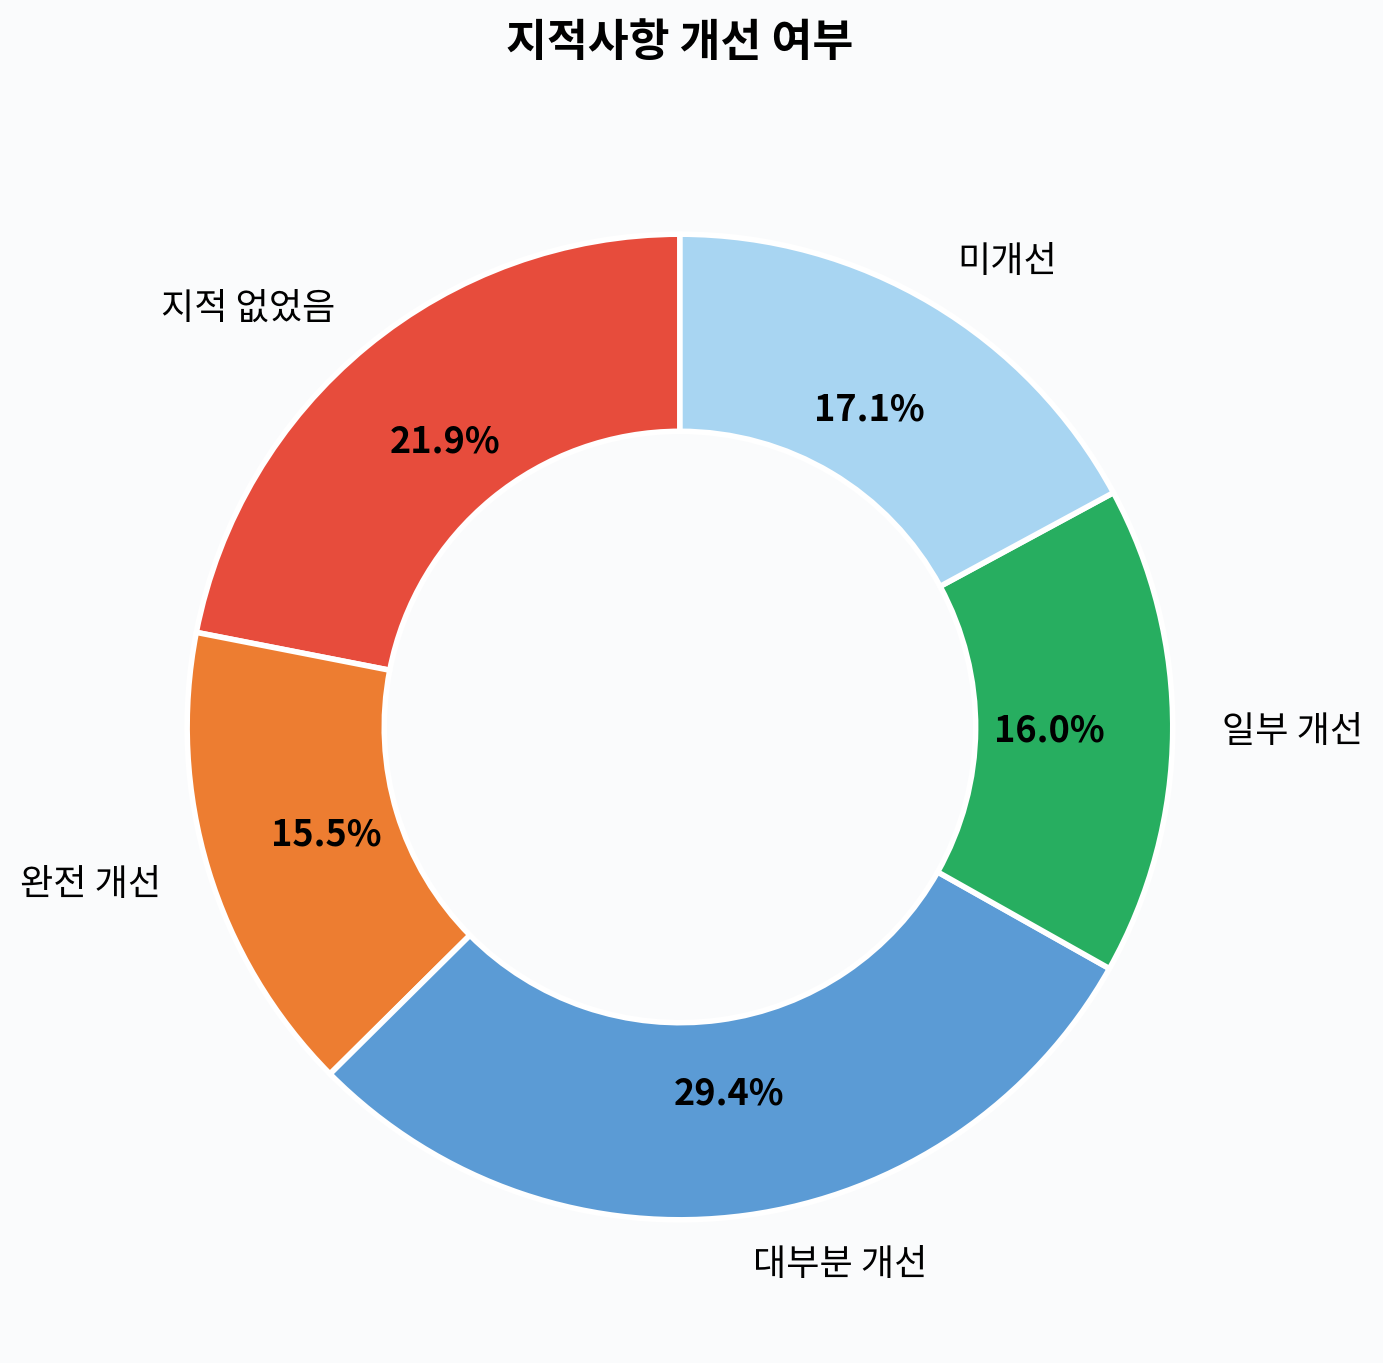 지적사항 개선 여부
미개선
지적 없었음
17.1%
21.9%
16.0%
일부 개선
15.5%
완전 개선
29.4%
대부분 개선